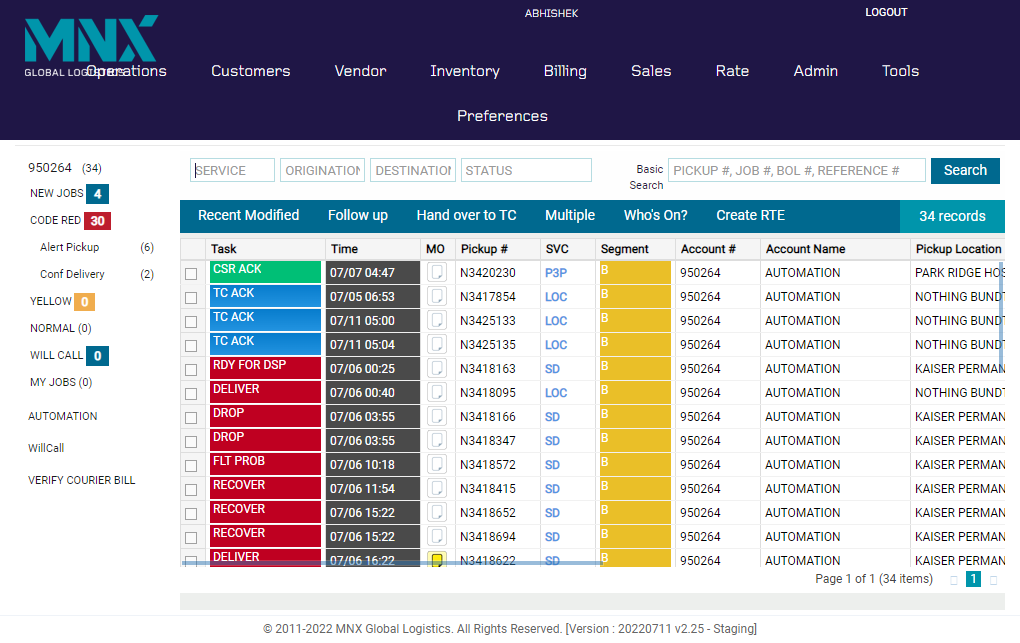 ABHISHEK
LOGOUT
MNX
GLOBAL LOGISTICS
Operations Customers Vendor Inventory Billing Sales Rate Admin Tools
Preferences
950264 (34)
NEW JOBS 4
CODE RED 30
Alert Pickup (6)
Conf Delivery (2)
YELLOW 0
NORMAL (0)
WILL CALL 0
MY JOBS (0)
AUTOMATION
WillCall
VERIFY COURIER BILL
SERVICE ORIGINATION DESTINATION STATUS Basic Search PICKUP #, JOB #, BOL #, REFERENCE # Search
Recent Modified Follow up Hand over to TC Multiple Who's On? Create RTE 34 records
Task Time MO Pickup # SVC Segment Account # Account Name Pickup Location
CSR ACK 07/07 04:47 N3420230 P3P B 950264 AUTOMATION PARK RIDGE HOS
TC ACK 07/05 06:53 N3417854 LOC B 950264 AUTOMATION NOTHING BUNDT
TC ACK 07/11 05:00 N3425133 LOC B 950264 AUTOMATION NOTHING BUNDT
TC ACK 07/11 05:04 N3425135 LOC B 950264 AUTOMATION NOTHING BUNDT
RDY FOR DSP 07/06 00:25 N3418163 SD B 950264 AUTOMATION KAISER PERMAN
DELIVER 07/06 00:40 N3418095 LOC B 950264 AUTOMATION NOTHING BUNDT
DROP 07/06 03:55 N3418166 SD B 950264 AUTOMATION KAISER PERMAN
DROP 07/06 03:55 N3418347 SD B 950264 AUTOMATION KAISER PERMAN
FLT PROB 07/06 10:18 N3418572 SD B 950264 AUTOMATION KAISER PERMAN
RECOVER 07/06 11:54 N3418415 SD B 950264 AUTOMATION KAISER PERMAN
RECOVER 07/06 15:22 N3418652 SD B 950264 AUTOMATION KAISER PERMAN
RECOVER 07/06 15:22 N3418694 SD B 950264 AUTOMATION KAISER PERMAN
DELIVER 07/06 16:22 N3418622 SD B 950264 AUTOMATION KAISER PERMAN
Page 1 of 1 (34 items) 1
© 2011-2022 MNX Global Logistics. All Rights Reserved. [Version : 20220711 v2.25 - Staging]